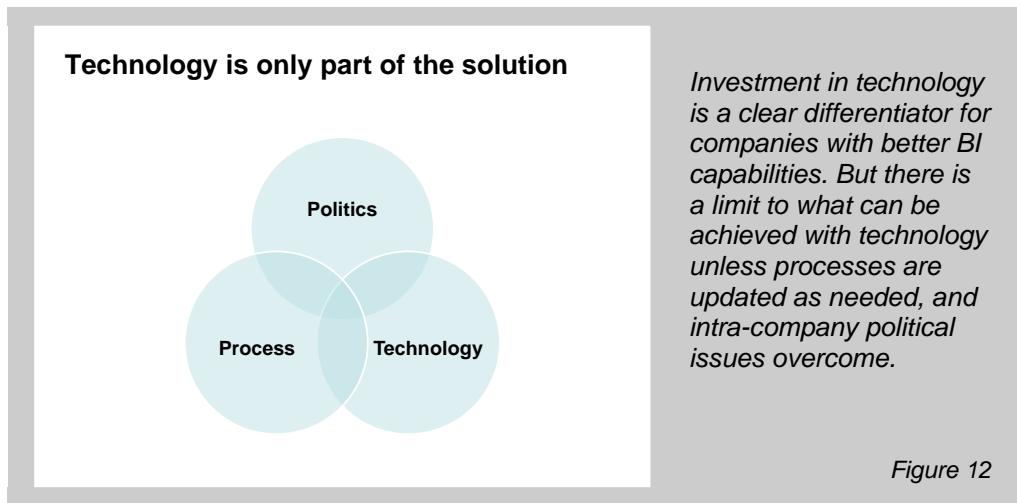 Technology is only part of the solution
Politics
Process
Technology
Investment in technology
is a clear differentiator for
companies with better BI
capabilities. But there is
a limit to what can be
achieved with technology
unless processes are
updated as needed, and
intra-company political
issues overcome.
Figure 12